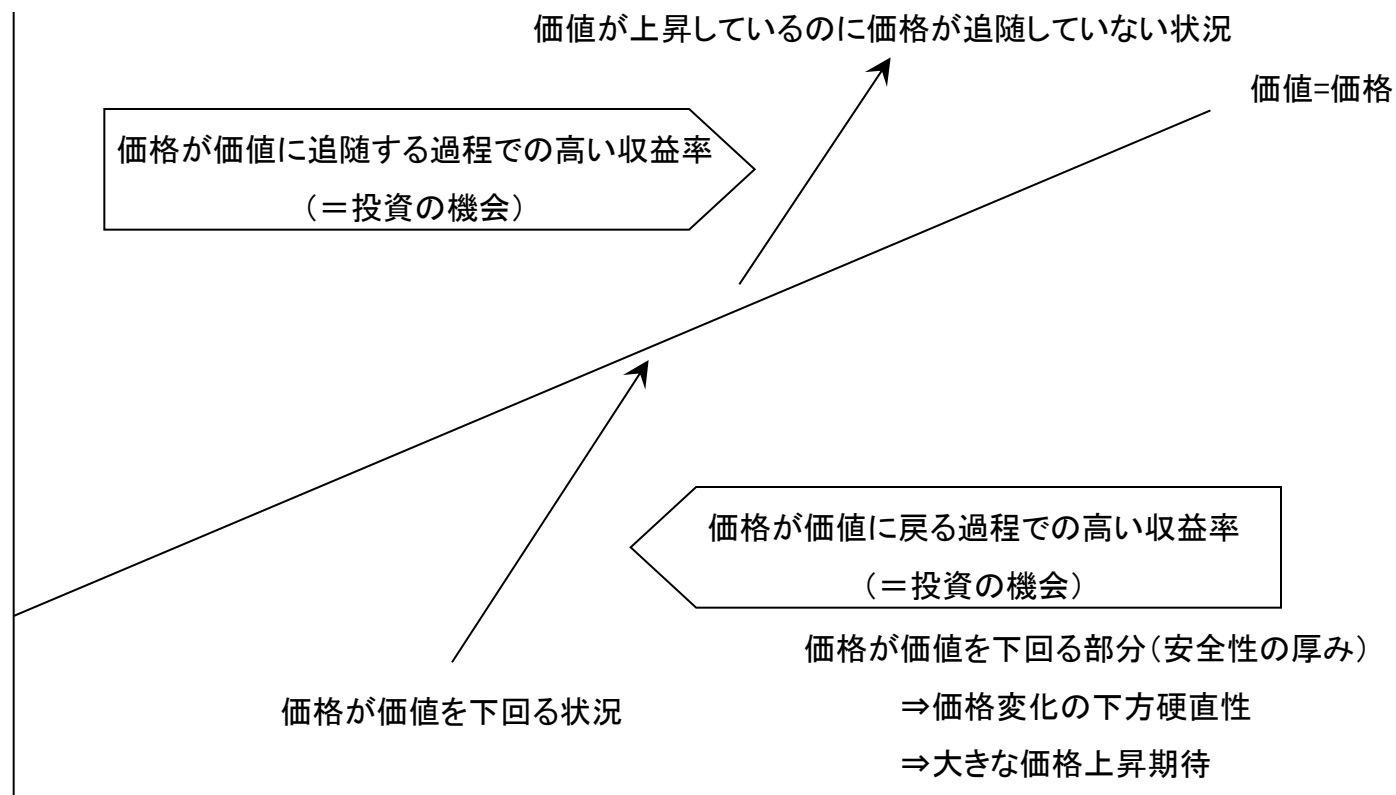 価値が上昇しているのに価格が追随していない状況
価値=価格
価格が価値に追随する過程での高い収益率
（＝投資の機会）
価格が価値に戻る過程での高い収益率
（＝投資の機会）
価格が価値を下回る部分（安全性の厚み）
⇒価格変化の下方硬直性
⇒大きな価格上昇期待
価格が価値を下回る状況